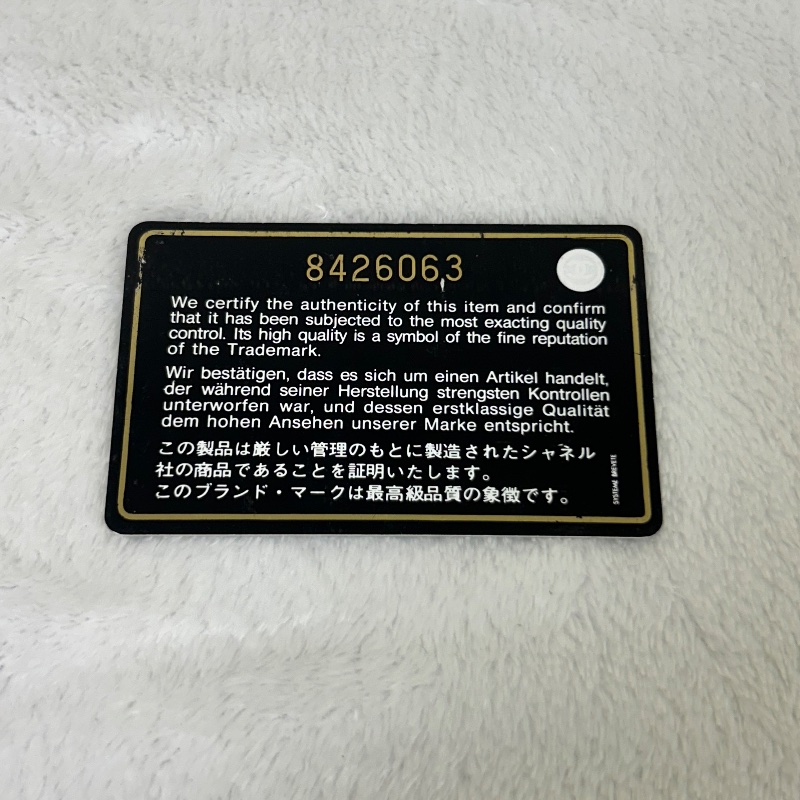 8426063
We certify the authenticity of this item and confirm
that it has been subjected to the most exacting quality
control. Its high quality is a symbol of the fine reputation
of the Trademark.
Wir bestätigen, dass es sich um einen Artikel handelt,
der während seiner Herstellung strengsten Kontrollen
unterworfen war, und dessen erstklassige Qualität
dem hohen Ansehen unserer Marke entspricht.
この製品は厳しい管理のもとに製造されたシャネル
社の商品であることを証明いたします。
このブランド・マークは最高級品質の象徴です。
SYSTEME BREVETE